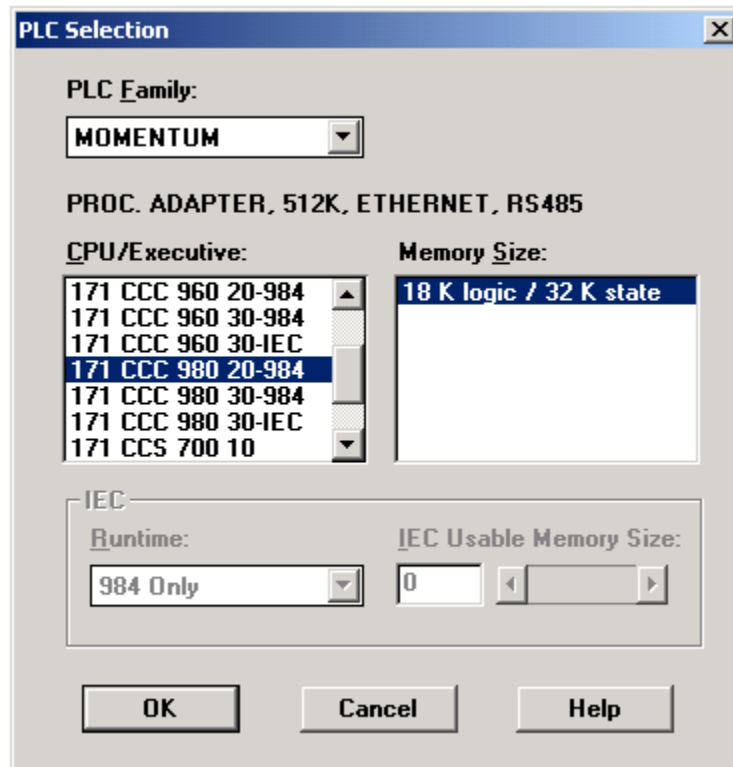 PLC Selection
PLC Family:
MOMENTUM
PROC. ADAPTER, 512K, ETHERNET, RS485
CPU/Executive:
Memory Size:
171 CCC 960 20-984
171 CCC 960 30-984
171 CCC 960 30-IEC
171 CCC 980 20-984
171 CCC 980 30-984
171 CCC 980 30-IEC
171 CCS 700 10
18 K logic / 32 K state
IEC
Runtime:
IEC Usable Memory Size:
984 Only
0
OK
Cancel
Help